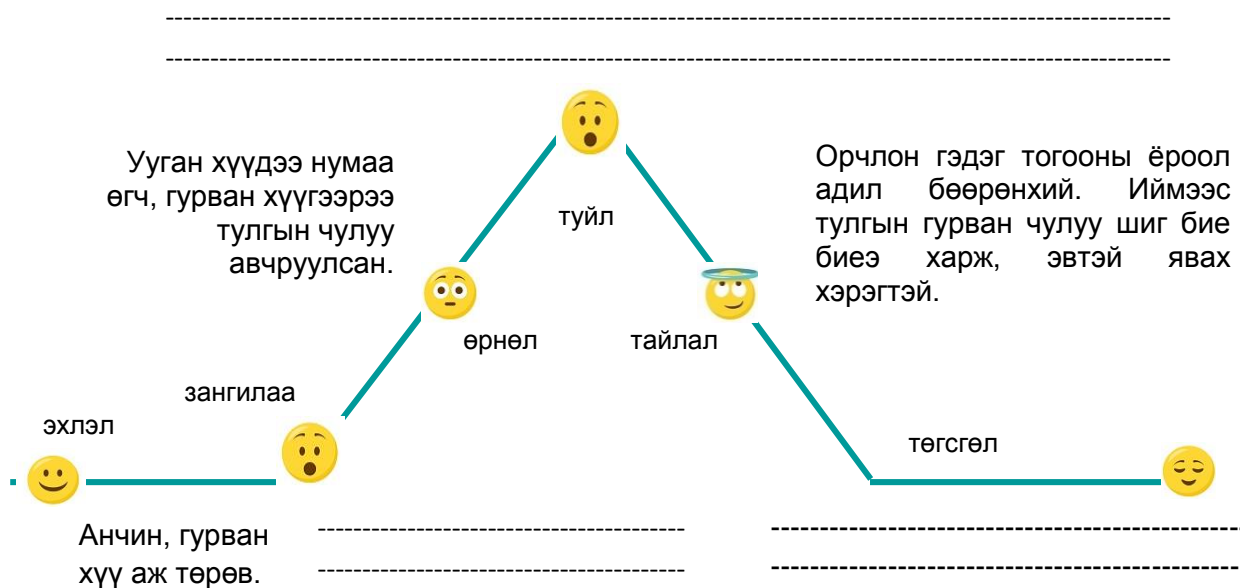 Ууган хүүдээ нумаа
өгч, гурван хүүгээрээ
тулгын чулуу
авчруулсан.
туйл
Орчлон гэдэг тогооны ёроол
адил бөөрөнхий. Иймээс
тулгын гурван чулуу шиг бие
биеэ харж, эвтэй явах
хэрэгтэй.
өрнөл
тайлал
зангилаа
эхлэл
төгсгөл
Анчин, гурван
хүү аж төрөв.